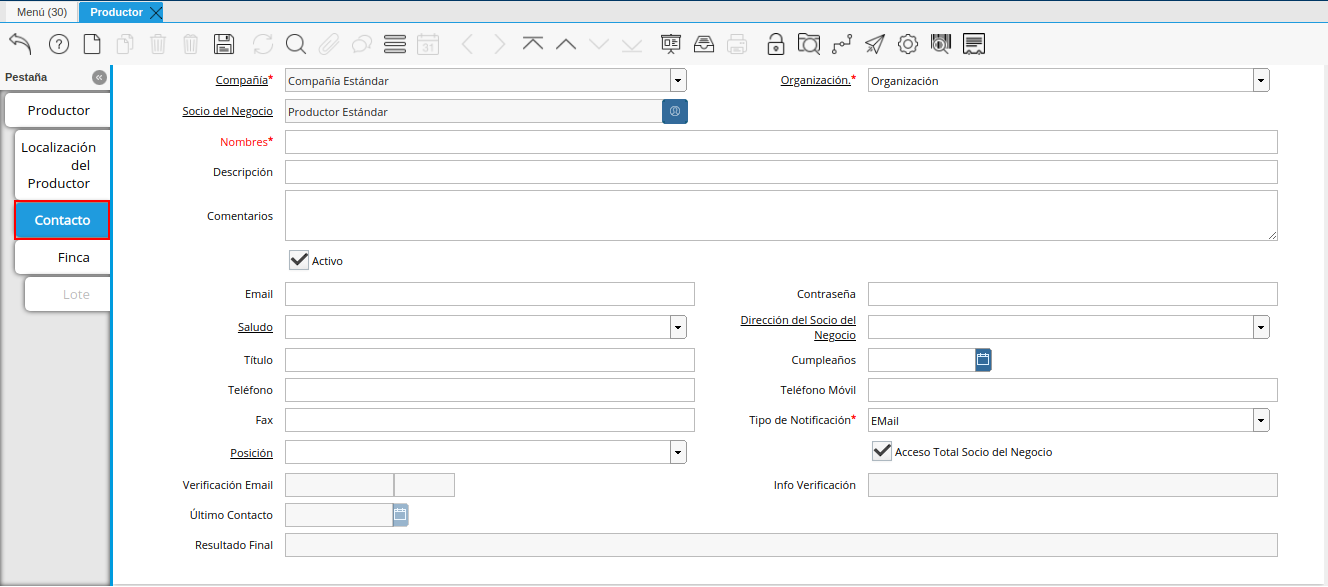 Menú (30)
Productor
31
Pestaña
Productor
Localización
del
Productor
Contacto
Finca
Lote
Compañía* Compañía Estándar Organización.* Organización
Socio del Negocio Productor Estándar
Nombres*
Descripción
Comentarios
Activo
Email Contraseña
Saludo Dirección del Socio del
Negocio
Título Cumpleaños
Teléfono Teléfono Móvil
Fax Tipo de Notificación* EMail
Posición Acceso Total Socio del Negocio
Verificación Email Info Verificación
Último Contacto
Resultado Final